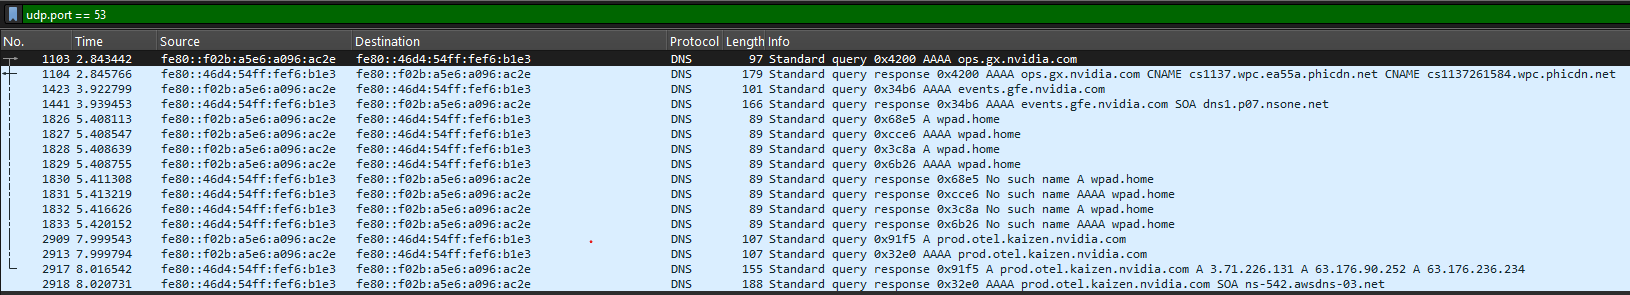 udp.port == 53
No. Time Source Destination Protocol Length Info
1103 2.843442 fe80::f02b:a5e6:a096:ac2e fe80::46d4:54ff:fef6:b1e3 DNS 97 Standard query 0x4200 AAAA ops.gx.nvidia.com
1104 2.845766 fe80::46d4:54ff:fef6:b1e3 fe80::f02b:a5e6:a096:ac2e DNS 179 Standard query response 0x4200 AAAA ops.gx.nvidia.com CNAME cs1137.wpc.ea55a.phicdn.net CNAME cs1137261584.wpc.phicdn.net
1423 3.922799 fe80::f02b:a5e6:a096:ac2e fe80::46d4:54ff:fef6:b1e3 DNS 101 Standard query 0x34b6 AAAA events.gfe.nvidia.com
1441 3.939453 fe80::46d4:54ff:fef6:b1e3 fe80::f02b:a5e6:a096:ac2e DNS 166 Standard query response 0x34b6 AAAA events.gfe.nvidia.com SOA dns1.p07.nsone.net
1826 5.408113 fe80::f02b:a5e6:a096:ac2e fe80::46d4:54ff:fef6:b1e3 DNS 89 Standard query 0x68e5 A wpad.home
1827 5.408547 fe80::f02b:a5e6:a096:ac2e fe80::46d4:54ff:fef6:b1e3 DNS 89 Standard query 0xcce6 AAAA wpad.home
1828 5.408639 fe80::f02b:a5e6:a096:ac2e fe80::46d4:54ff:fef6:b1e3 DNS 89 Standard query 0x3c8a A wpad.home
1829 5.408755 fe80::f02b:a5e6:a096:ac2e fe80::46d4:54ff:fef6:b1e3 DNS 89 Standard query 0x6b26 AAAA wpad.home
1830 5.411308 fe80::46d4:54ff:fef6:b1e3 fe80::f02b:a5e6:a096:ac2e DNS 89 Standard query response 0x68e5 No such name A wpad.home
1831 5.413219 fe80::46d4:54ff:fef6:b1e3 fe80::f02b:a5e6:a096:ac2e DNS 89 Standard query response 0xcce6 No such name AAAA wpad.home
1832 5.416626 fe80::46d4:54ff:fef6:b1e3 fe80::f02b:a5e6:a096:ac2e DNS 89 Standard query response 0x3c8a No such name A wpad.home
1833 5.420152 fe80::46d4:54ff:fef6:b1e3 fe80::f02b:a5e6:a096:ac2e DNS 89 Standard query response 0x6b26 No such name AAAA wpad.home
2909 7.999543 fe80::f02b:a5e6:a096:ac2e fe80::46d4:54ff:fef6:b1e3 DNS 107 Standard query 0x91f5 A prod.otel.kaizen.nvidia.com
2913 7.999794 fe80::f02b:a5e6:a096:ac2e fe80::46d4:54ff:fef6:b1e3 DNS 107 Standard query 0x32e0 AAAA prod.otel.kaizen.nvidia.com
2917 8.016542 fe80::46d4:54ff:fef6:b1e3 fe80::f02b:a5e6:a096:ac2e DNS 155 Standard query response 0x91f5 A prod.otel.kaizen.nvidia.com A 3.71.226.131 A 63.176.90.252 A 63.176.236.234
2918 8.020731 fe80::46d4:54ff:fef6:b1e3 fe80::f02b:a5e6:a096:ac2e DNS 188 Standard query response 0x32e0 AAAA prod.otel.kaizen.nvidia.com SOA ns-542.awsdns-03.net